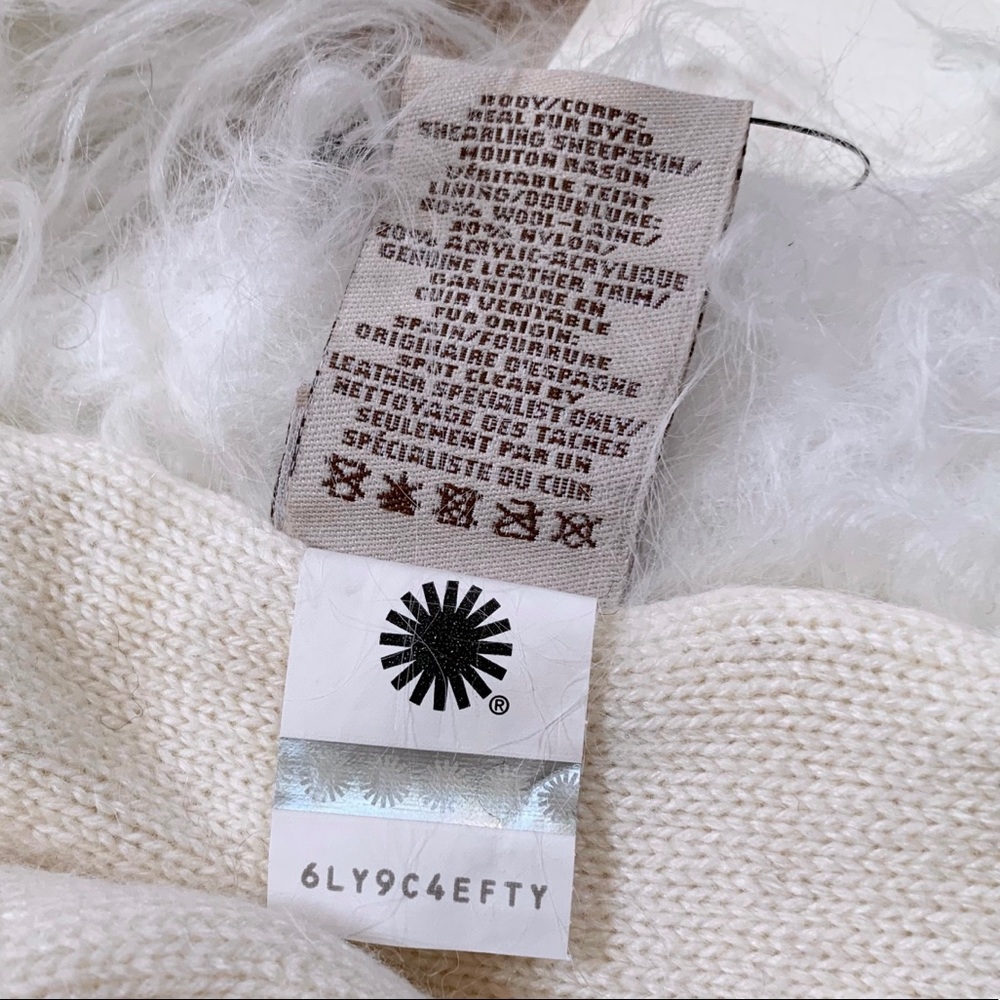 BODY/CORPS:
REAL FUR DYED
SHEARLING SHEEPSKIN/
MOUTON RASON
VÉRITABLE TEINT
LINING/DOUBLURE:
WOOL-LAINE/
NYLON/
20% ACRYLIC-ACRYLIQUE
GENUINE LEATHER TRIM/
GARNITURE EN
CUIR VERITABLE
FUR ORIGIN:
SPAIN/FOURRURE
ORIGINAIRE D'ESPAGNE
SPOT CLEAN BY
LEATHER SPECIALIST ONLY/
NETTOYAGE DES TACHES
SEULEMENT PAR UN
SPÉCIALISTE DU CUIR
®
6LY9C4EFTY